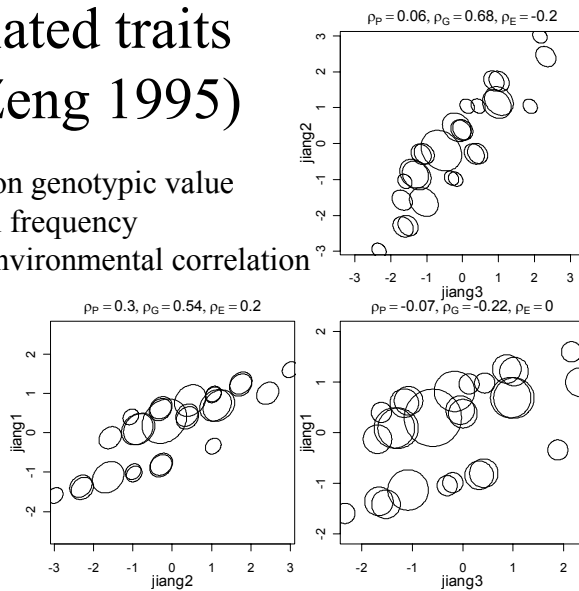 ated traits
Zeng 1995)
on genotypic value
frequency
nvironmental correlation
ρP = 0.06, ρG = 0.68, ρE = -0.2
3
2
1
0
-1
-2
-3
jiang2
-3 -2 -1 0 1 2 3
jiang3
ρP = 0.3, ρG = 0.54, ρE = 0.2
2
1
0
-1
-2
jiang1
-3 -2 -1 0 1 2 3
jiang2
ρP = -0.07, ρG = -0.22, ρE = 0
2
1
0
-1
-2
jiang1
-2 -1 0 1 2
jiang3